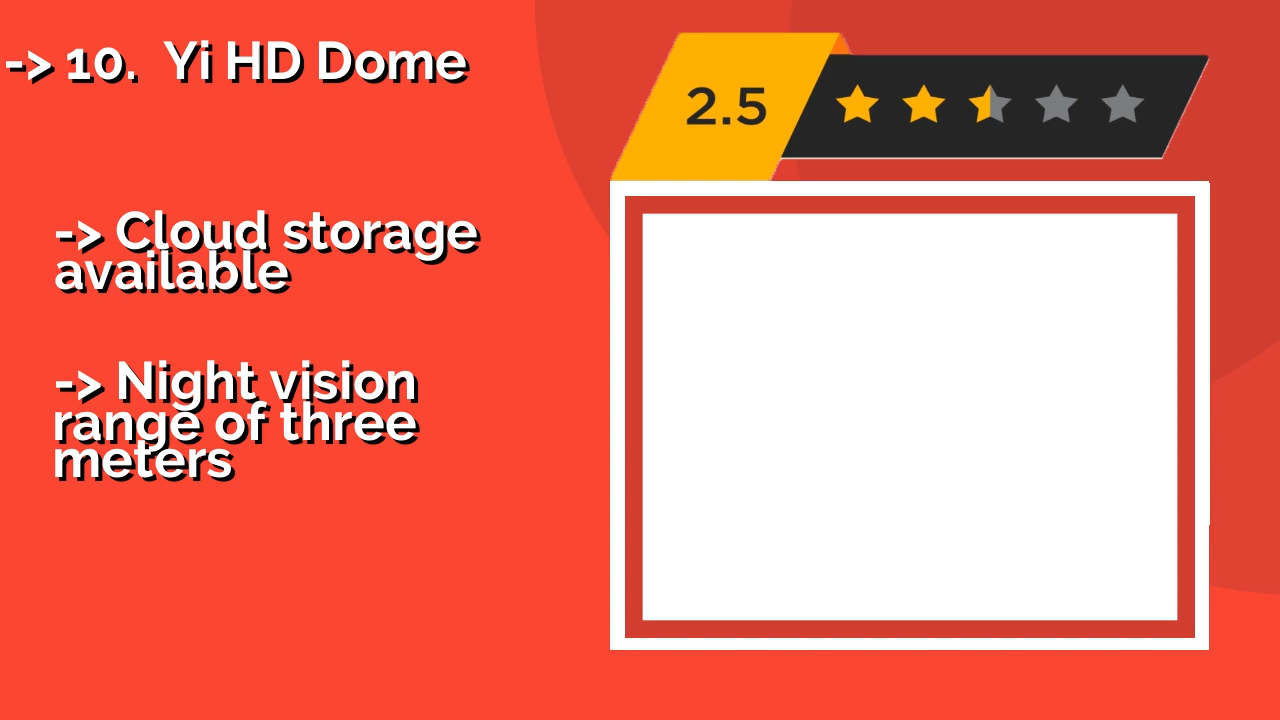 -> 10.  Yi HD Dome
2.5
-> Cloud storage
available
-> Night vision
range of three
meters